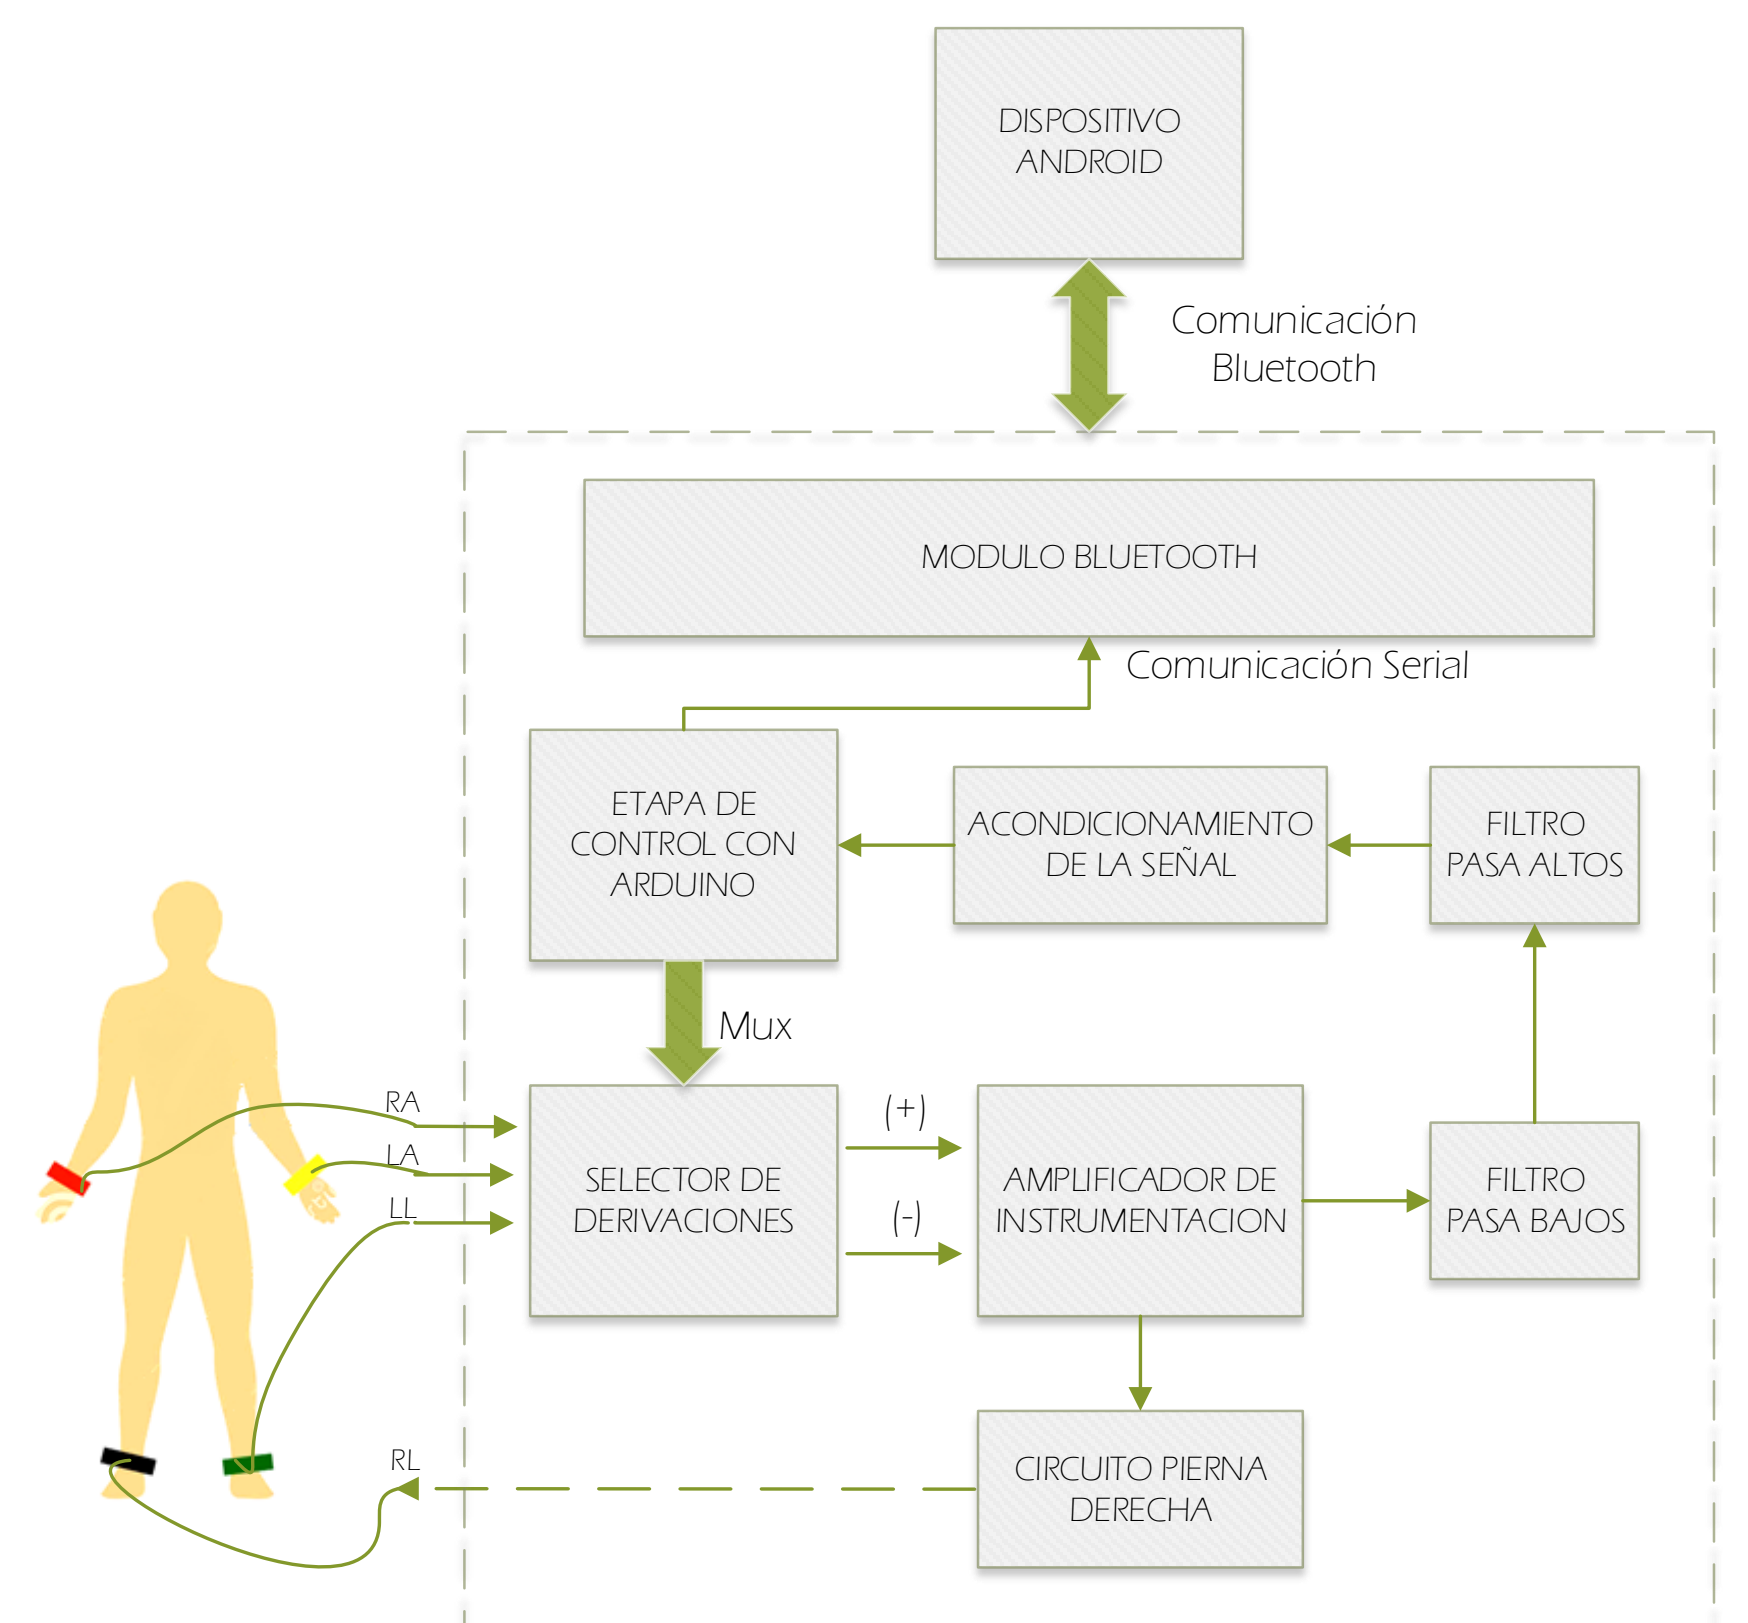 DISPOSITIVO
ANDROID
Comunicación
Bluetooth
MODULO BLUETOOTH
Comunicación Serial
ETAPA DE
CONTROL CON
ARDUINO
ACONDICIONAMIENTO
DE LA SEÑAL
FILTRO
PASA ALTOS
Mux
RA
LA
LL
SELECTOR DE
DERIVACIONES
(+)
(-)
AMPLIFICADOR DE
INSTRUMENTACION
FILTRO
PASA BAJOS
RL
CIRCUITO PIERNA
DERECHA